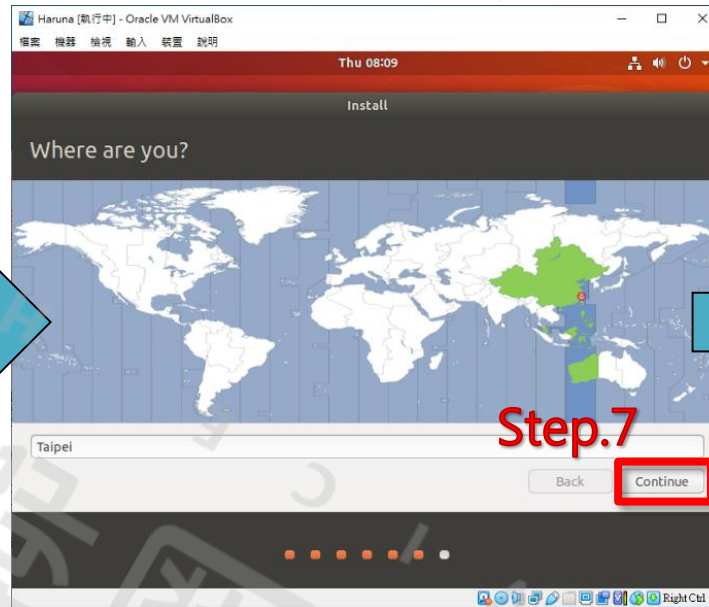 Haruna [執行中] - Oracle VM VirtualBox
檔案 機器 檢視 輸入 裝置 說明
Thu 08:09
Install
Where are you?
Step.7
Taipei
Back Continue
Right Ctrl